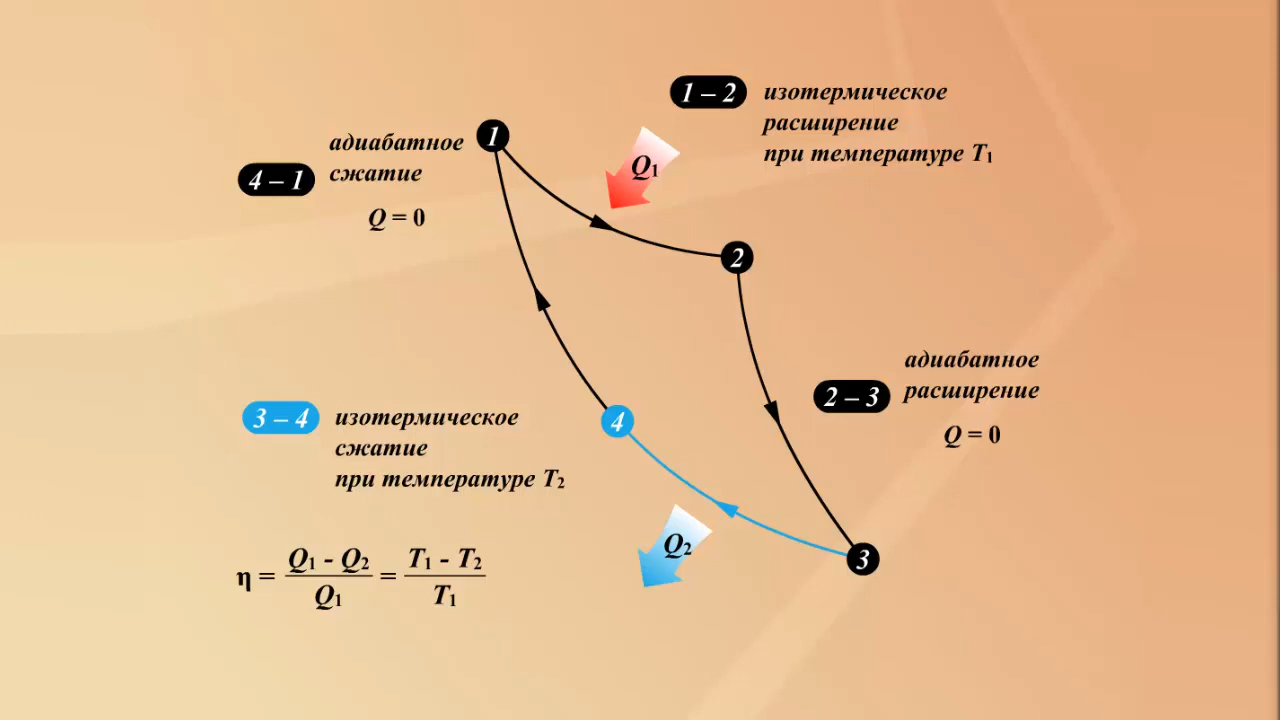 1 – 2
изотермическое
расширение
при температуре T₁
Q₁
1
адиабатное
сжатие
4 – 1
Q = 0
2
адиабатное
расширение
2 – 3
Q = 0
3 – 4
изотермическое
сжатие
при температуре T₂
4
Q₂
3
η = (Q₁ - Q₂) / Q₁ = (T₁ - T₂) / T₁